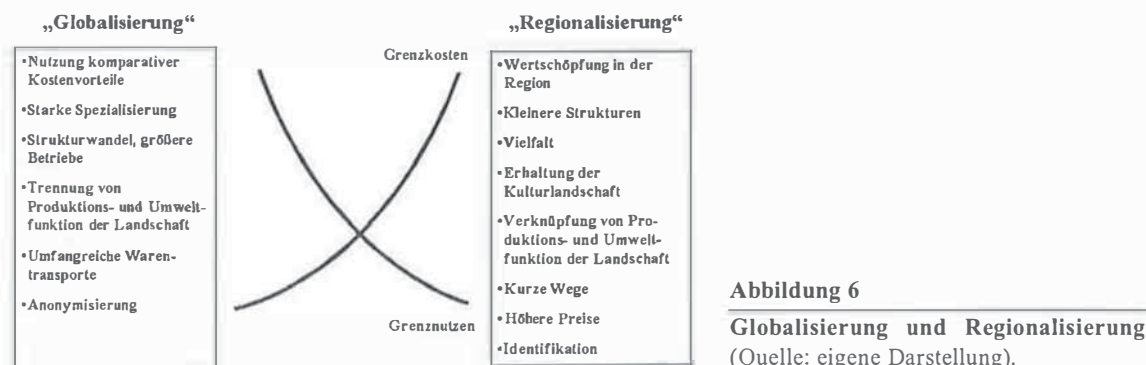 „Globalisierung“
•Nutzung komparativer
Kostenvorteile
•Starke Spezialisierung
•Strukturwandel, größere
Betriebe
•Trennung von
Produktions- und Umwelt-
funktion der Landschaft
•Umfangreiche Waren-
transporte
•Anonymisierung
Grenzkosten
Grenznutzen
„Regionalisierung“
•Wertschöpfung in der
Region
•Kleinere Strukturen
•Vielfalt
•Erhaltung der
Kulturlandschaft
•Verknüpfung von Pro-
duktions- und Umwelt-
funktion der Landschaft
•Kurze Wege
•Höhere Preise
•Identifikation
Abbildung 6
Globalisierung und Regionalisierung
(Quelle: eigene Darstellung).